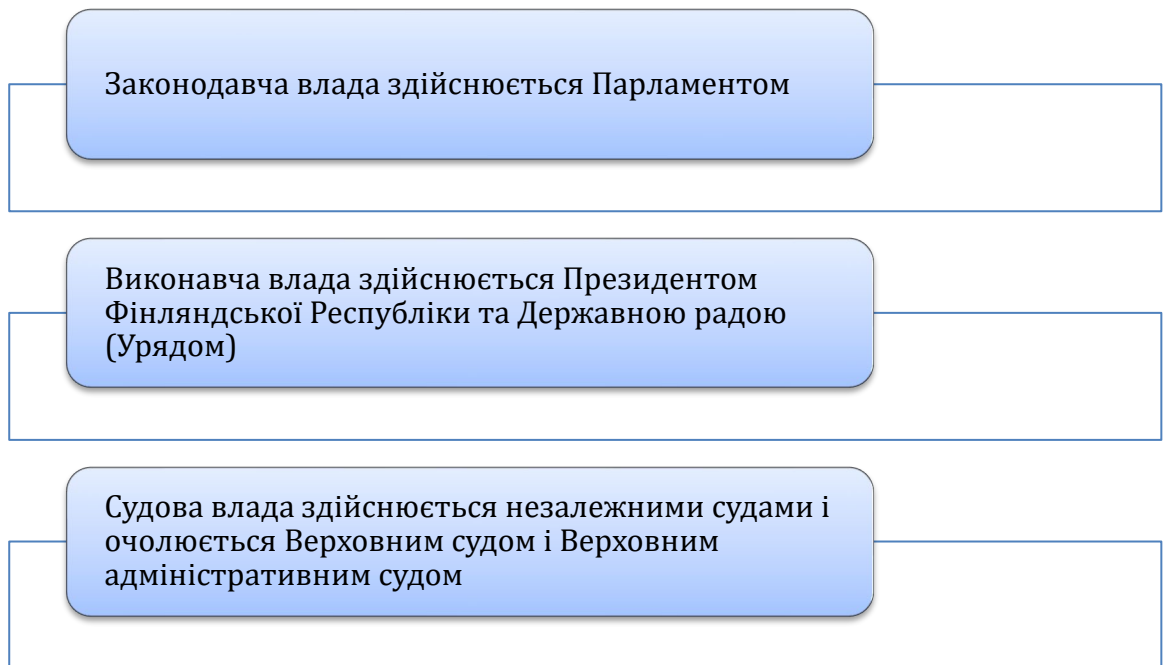 Законодавча влада здійснюється Парламентом
Виконавча влада здійснюється Президентом
Фінляндської Республіки та Державною радою
(Урядом)
Судова влада здійснюється незалежними судами і
очолюється Верховним судом і Верховним
адміністративним судом